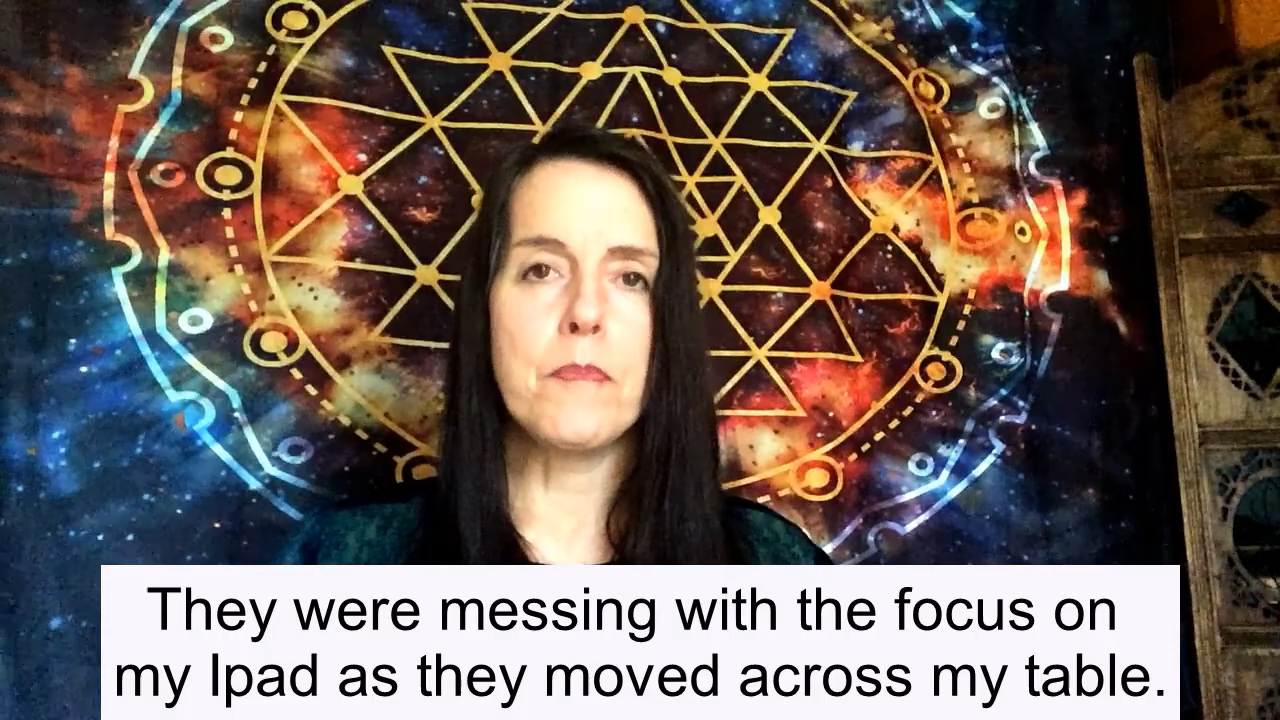 They were messing with the focus on
my Ipad as they moved across my table.